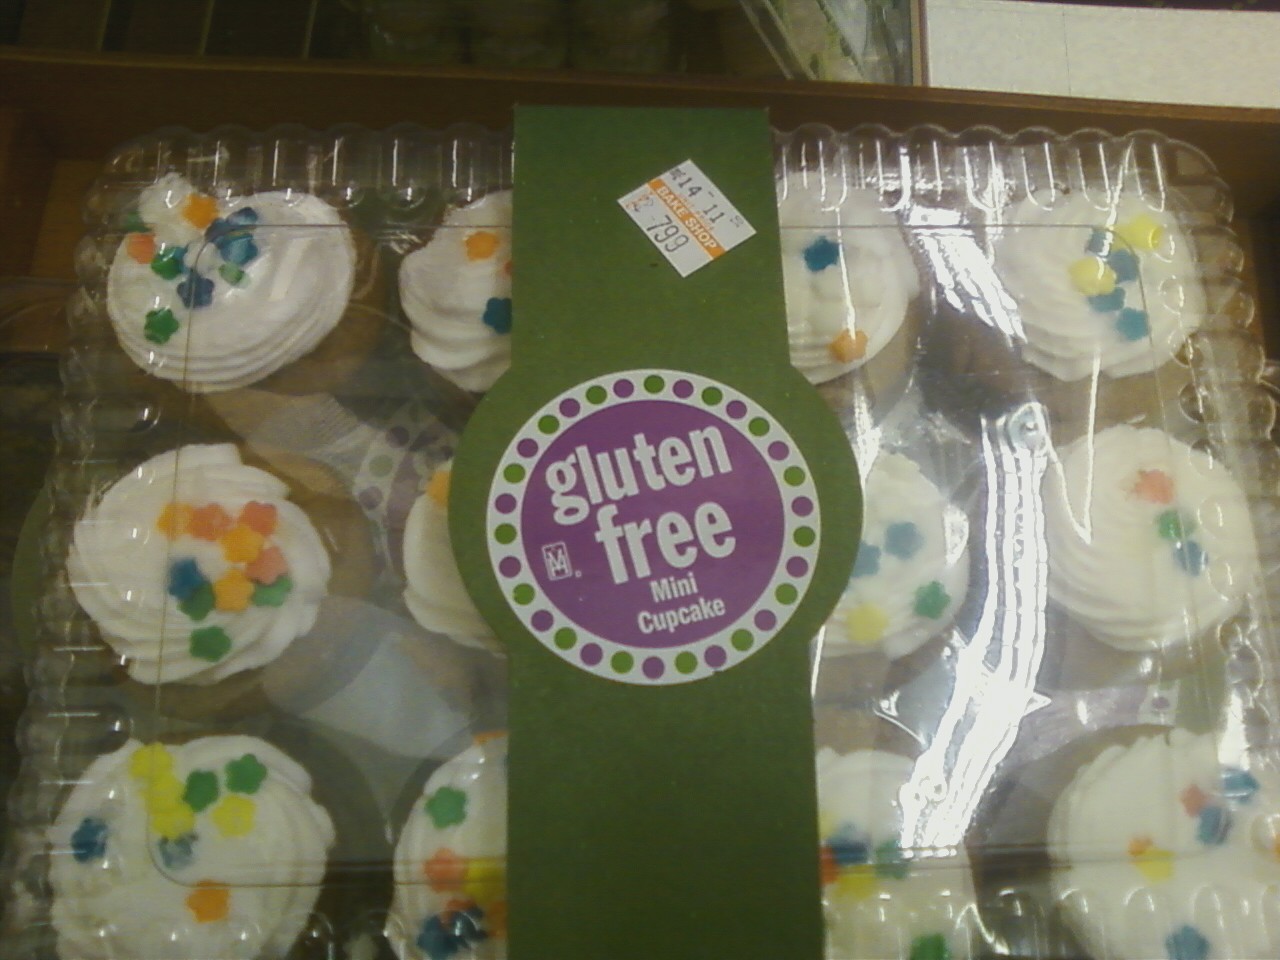 14 11
BAKE SHOP
799
gluten
free
Mini
Cupcake